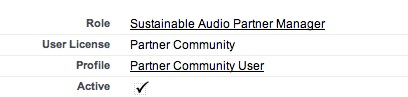 Role Sustainable Audio Partner Manager
User License Partner Community
Profile Partner Community User
Active